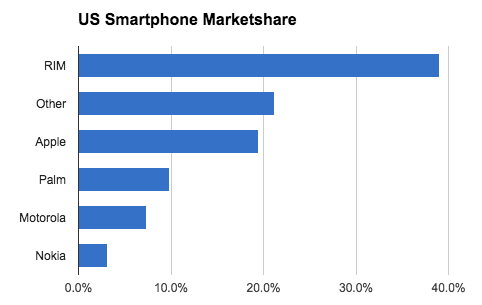 US Smartphone Marketshare
RIM
Other
Apple
Palm
Motorola
Nokia
0.0% 10.0% 20.0% 30.0% 40.0%